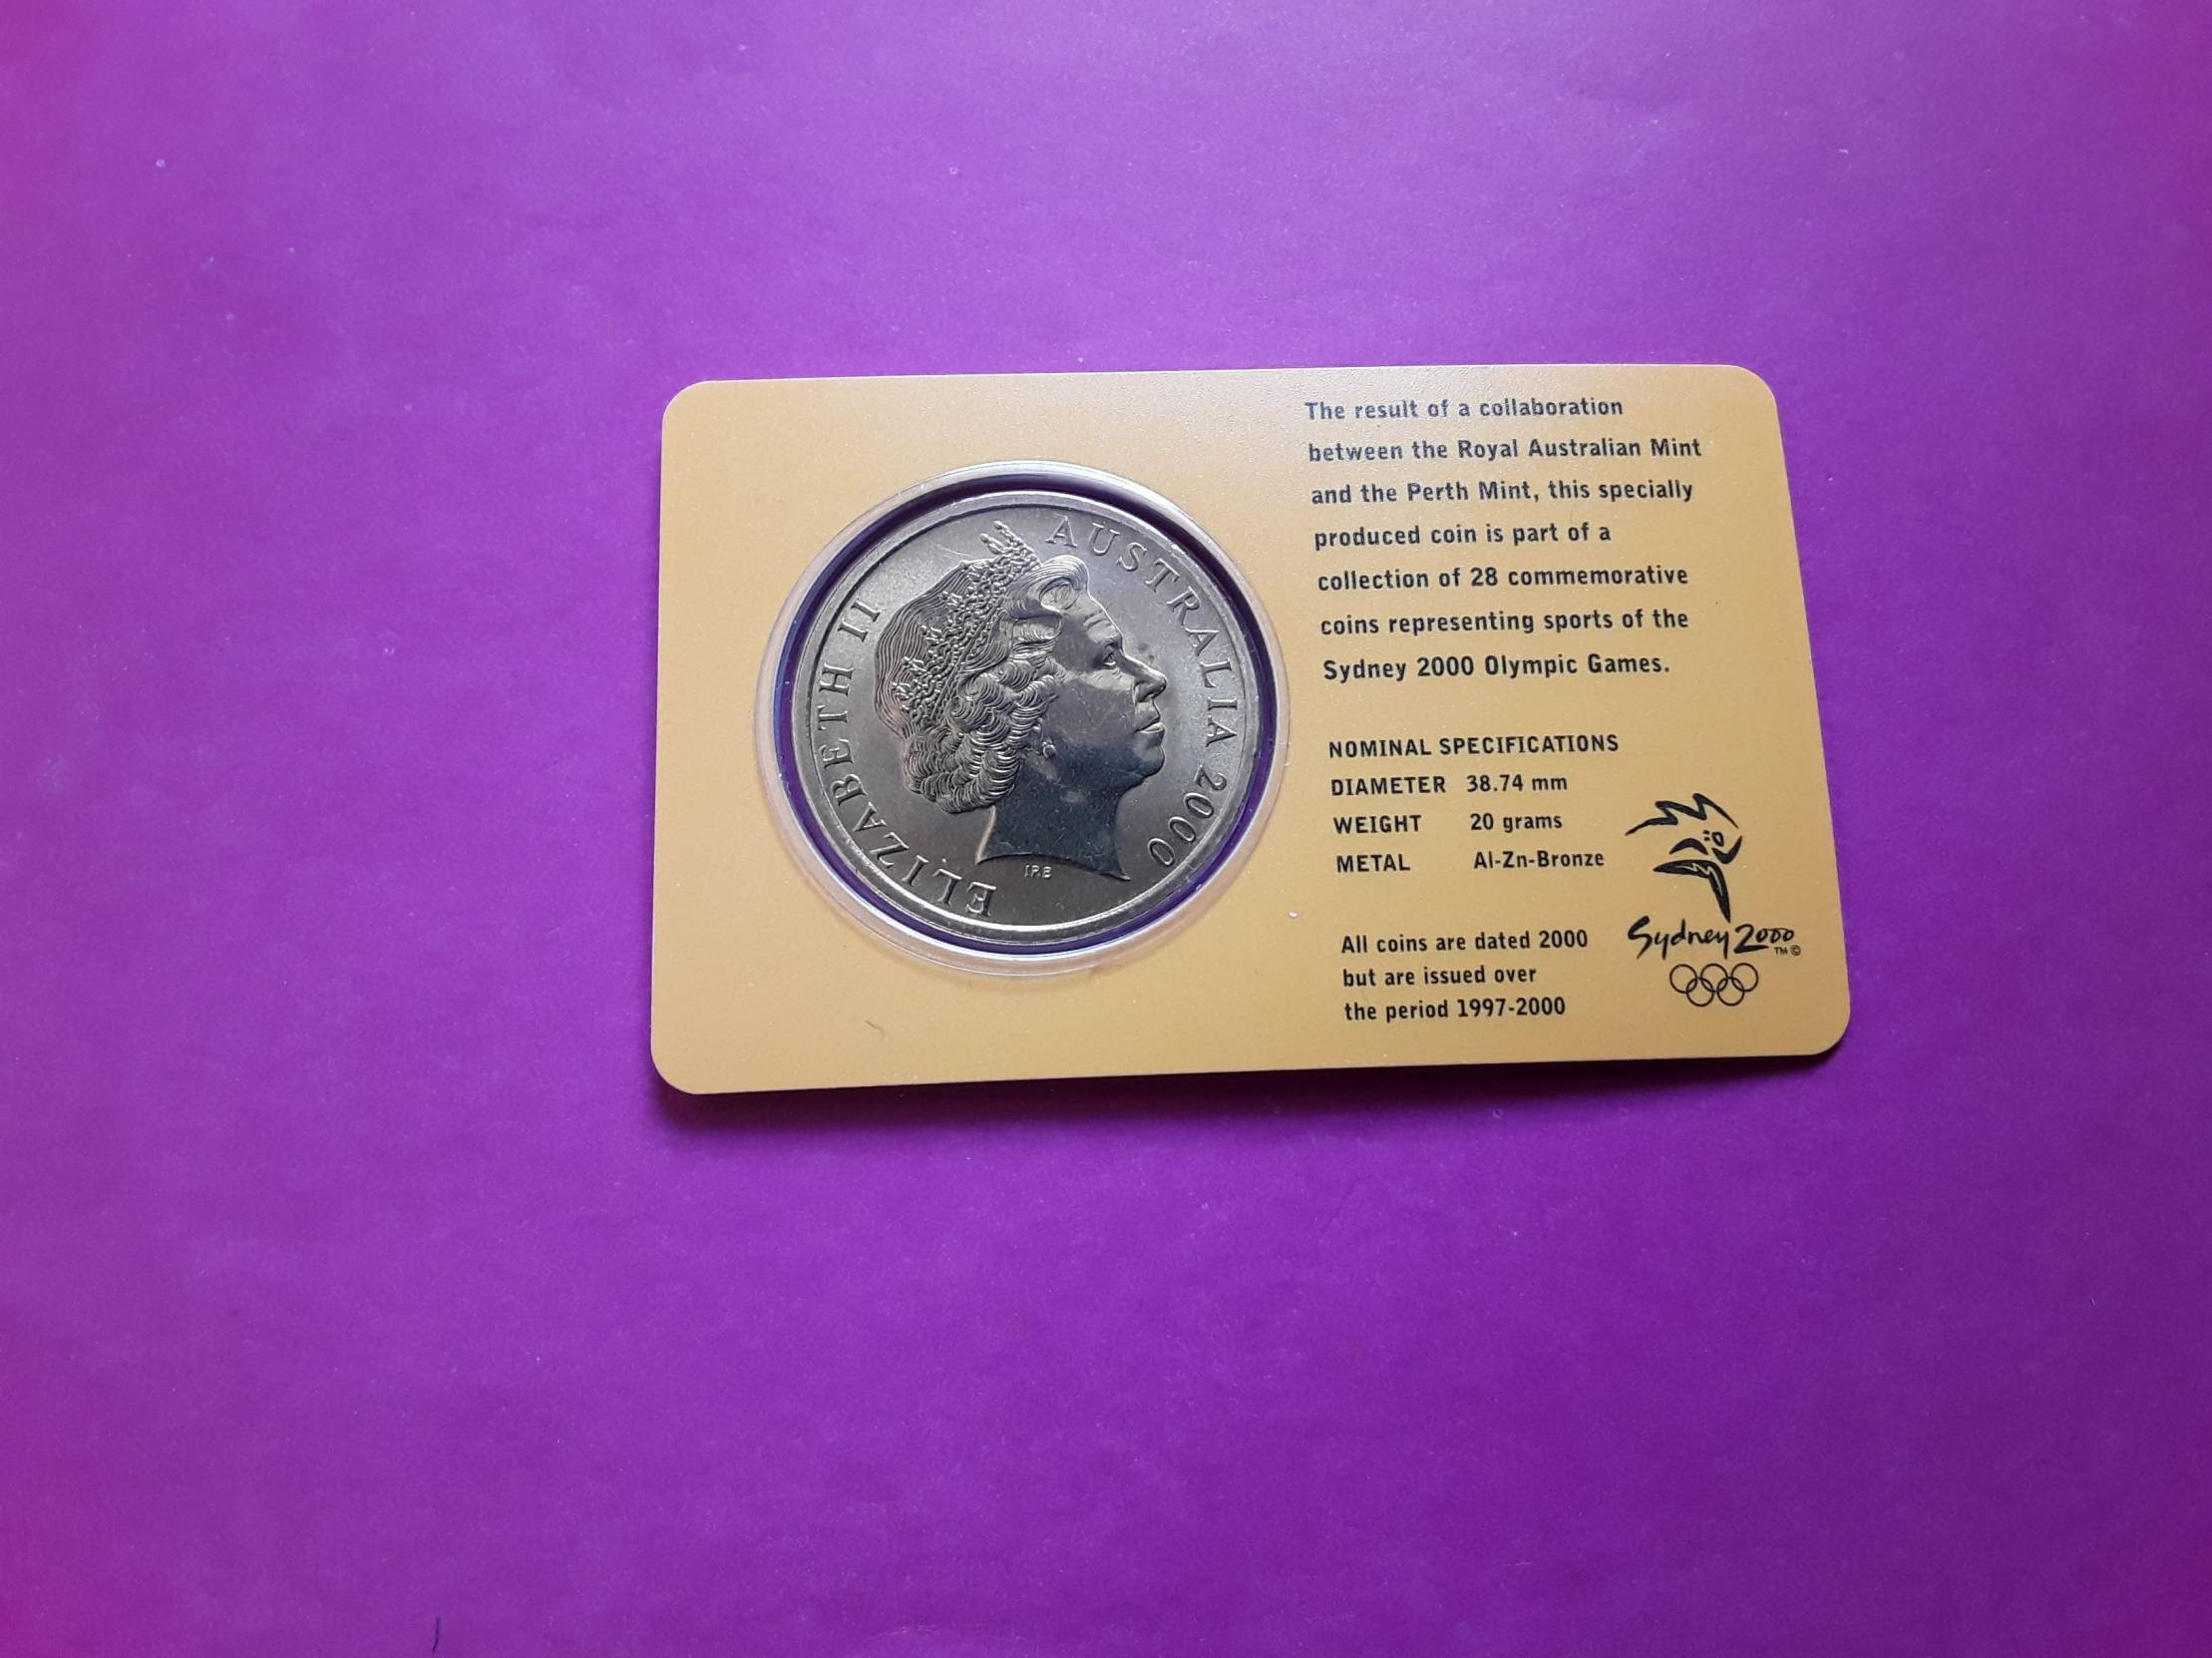 ELIZABETH II AUSTRALIA 2000
IRB
The result of a collaboration
between the Royal Australian Mint
and the Perth Mint, this specially
produced coin is part of a
collection of 28 commemorative
coins representing sports of the
Sydney 2000 Olympic Games.
NOMINAL SPECIFICATIONS
DIAMETER 38.74 mm
WEIGHT 20 grams
METAL Al-Zn-Bronze
All coins are dated 2000
but are issued over
the period 1997-2000
Sydney 2000
TM ©